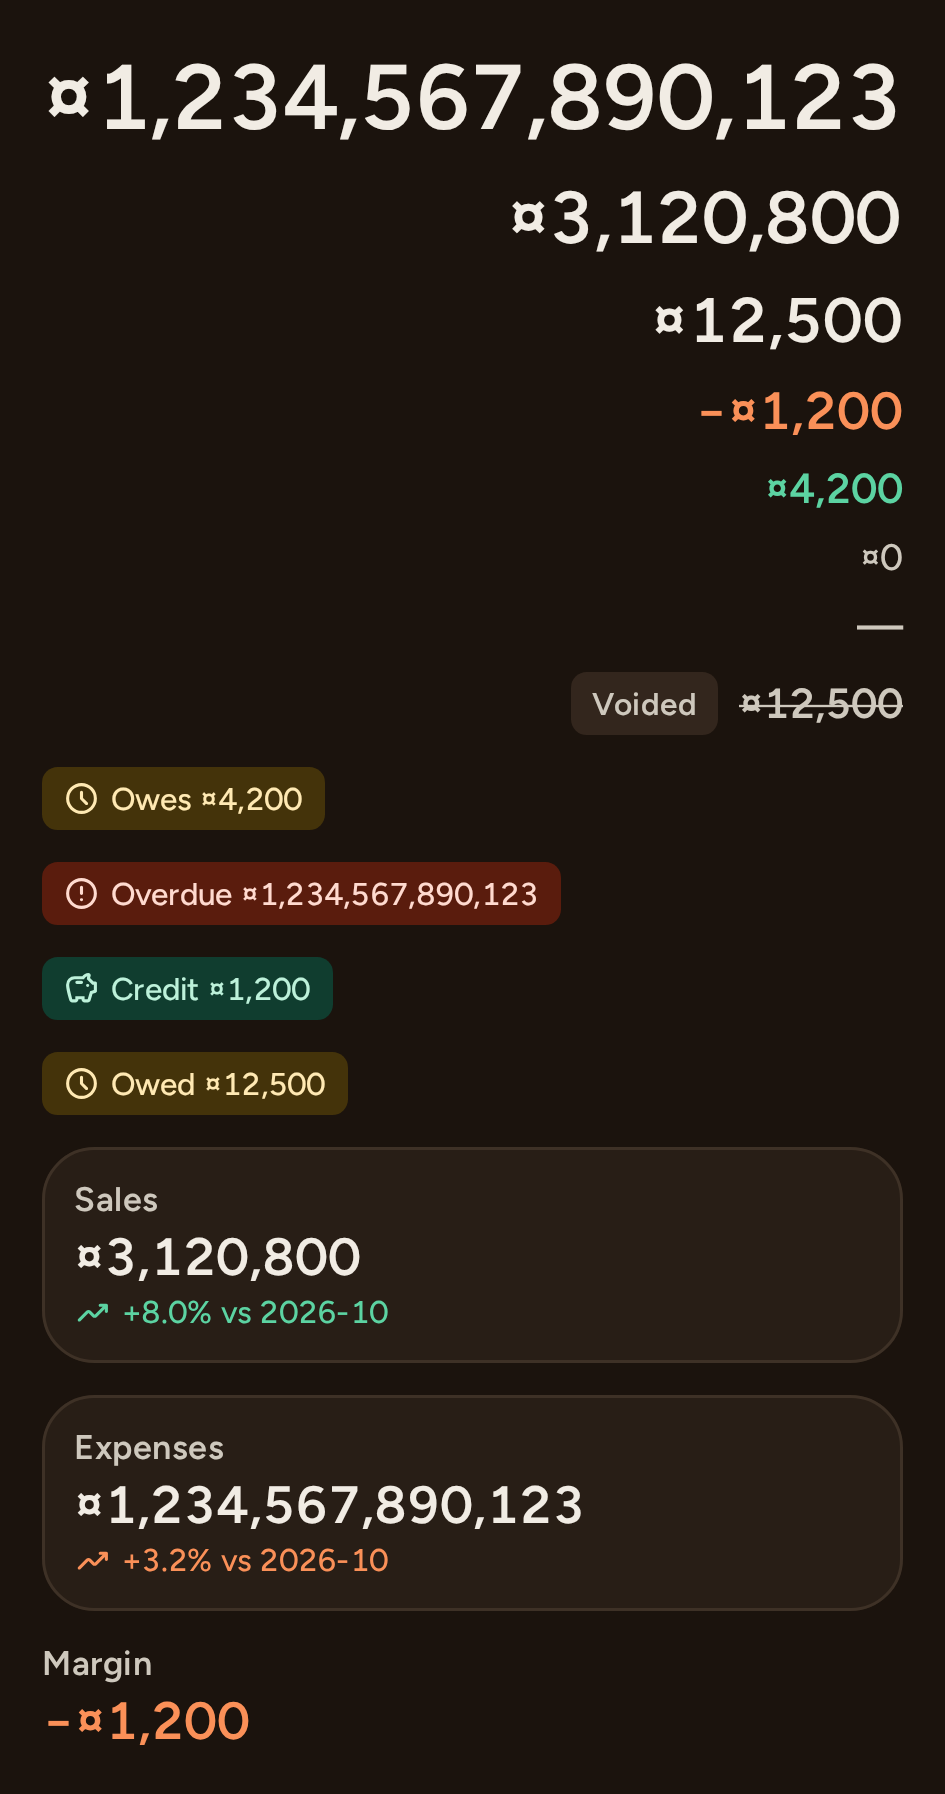 ¤1,234,567,890,123
¤3,120,800
¤12,500
-¤1,200
¤4,200
¤0
—
Voided ¤12,500
Owes ¤4,200
Overdue ¤1,234,567,890,123
Credit ¤1,200
Owed ¤12,500
Sales
¤3,120,800
+8.0% vs 2026-10
Expenses
¤1,234,567,890,123
+3.2% vs 2026-10
Margin
-¤1,200